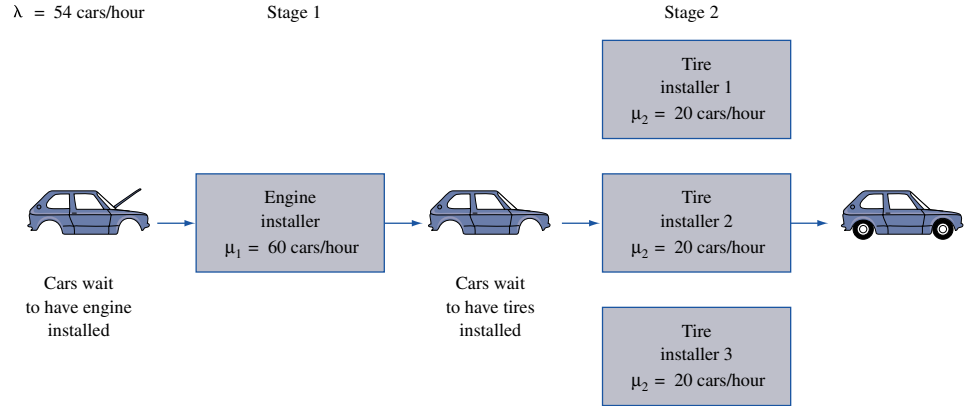 λ = 54 cars/hour
Stage 1
Stage 2
Tire
installer 1
μ2 = 20 cars/hour
Engine
installer
μ1 = 60 cars/hour
Tire
installer 2
μ2 = 20 cars/hour
Cars wait
to have engine
installed
Cars wait
to have tires
installed
Tire
installer 3
μ2 = 20 cars/hour